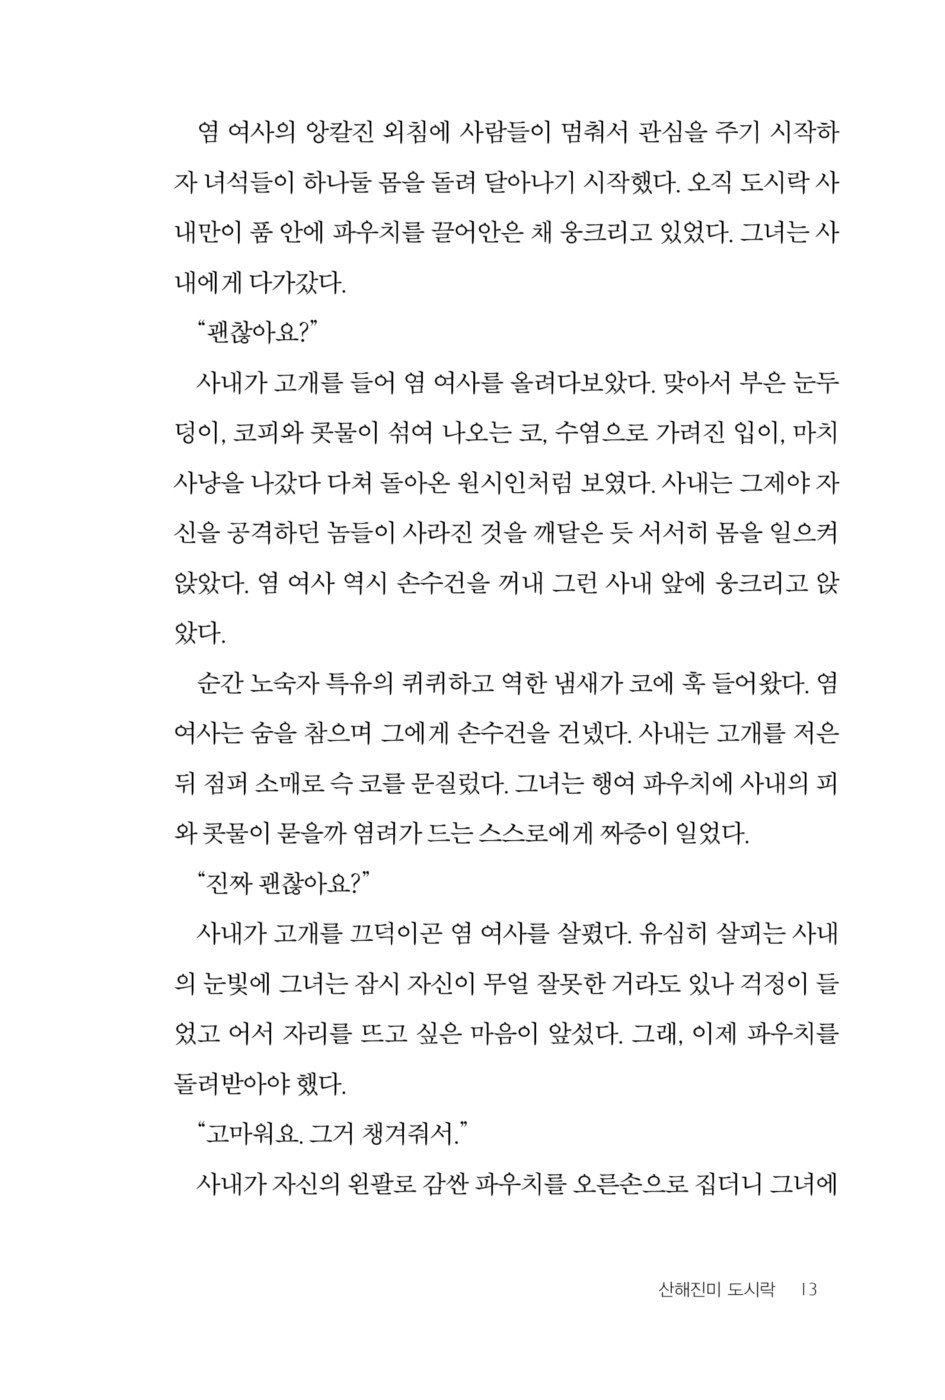 염 여사의 앙칼진 외침에 사람들이 멈춰서 관심을 주기 시작하
자 녀석들이 하나둘 몸을 돌려 달아나기 시작했다. 오직 도시락 사
내만이 품 안에 파우치를 끌어안은 채 웅크리고 있었다. 그녀는 사
내에게 다가갔다.
“괜찮아요?”
사내가 고개를 들어 염 여사를 올려다보았다. 맞아서 부은 눈두
덩이, 코피와 콧물이 섞여 나오는 코, 수염으로 가려진 입이, 마치
사냥을 나갔다 다쳐 돌아온 원시인처럼 보였다. 사내는 그제야 자
신을 공격하던 놈들이 사라진 것을 깨달은 듯 서서히 몸을 일으켜
앉았다. 염 여사 역시 손수건을 꺼내 그런 사내 앞에 웅크리고 앉
았다.
순간 노숙자 특유의 퀴퀴하고 역한 냄새가 코에 훅 들어왔다. 염
여사는 숨을 참으며 그에게 손수건을 건넸다. 사내는 고개를 저은
뒤 점퍼 소매로 슥 코를 문질렀다. 그녀는 행여 파우치에 사내의 피
와 콧물이 묻을까 염려가 드는 스스로에게 짜증이 일었다.
“진짜 괜찮아요?”
사내가 고개를 끄덕이곤 염 여사를 살폈다. 유심히 살피는 사내
의 눈빛에 그녀는 잠시 자신이 무얼 잘못한 거라도 있나 걱정이 들
었고 어서 자리를 뜨고 싶은 마음이 앞섰다. 그래, 이제 파우치를
돌려받아야 했다.
“고마워요. 그거 챙겨줘서.”
사내가 자신의 왼팔로 감싼 파우치를 오른손으로 집더니 그녀에
산해진미 도시락 13